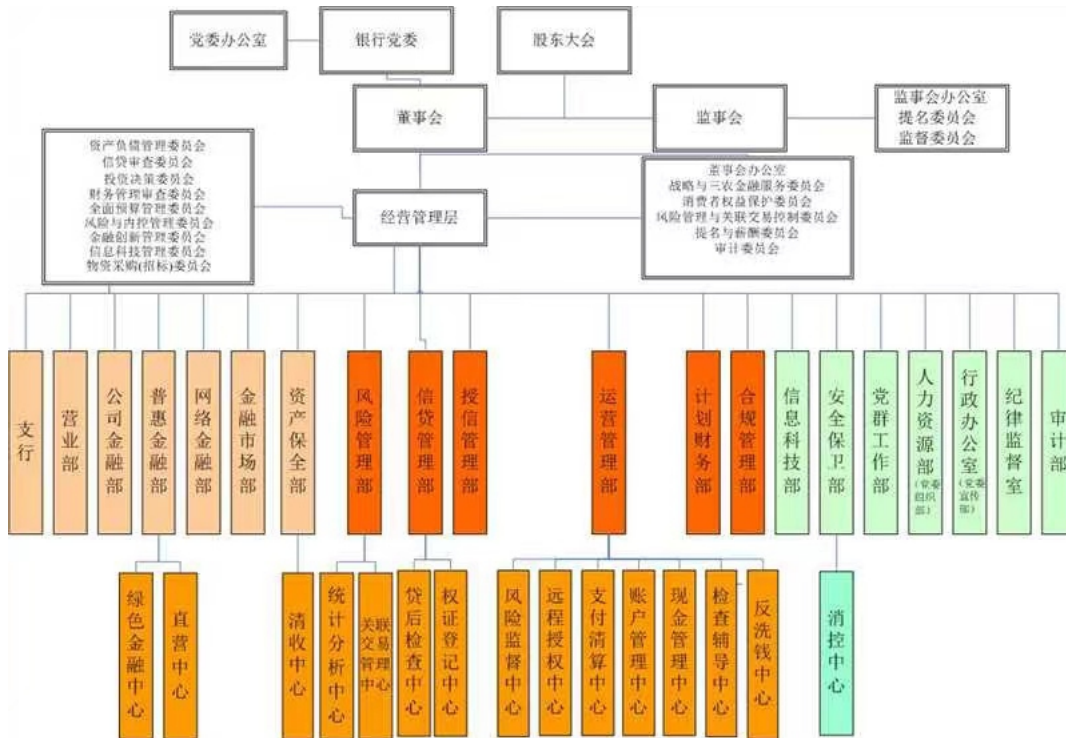 党委办公室
银行党委
股东大会
董事会
监事会
监事会办公室
提名委员会
监督委员会
资产负债管理委员会
信贷审查委员会
投资决策委员会
财务管理审查委员会
全面预算管理委员会
风险与内控管理委员会
金融创新管理委员会
信息科技管理委员会
物资采购(招标)委员会
经营管理层
董事会办公室
战略与三农金融服务委员会
消费者权益保护委员会
风险管理与关联交易控制委员会
提名与薪酬委员会
审计委员会
支行
营业部
公司金融部
普惠金融部
网络金融部
金融市场部
资产保全部
风险管理部
信贷管理部
授信管理部
运营管理部
计划财务部
合规管理部
信息科技部
安全保卫部
党群工作部
人力资源部
(党委组织部)
行政办公室
(党委宣传部)
纪律监督室
审计部
绿色金融中心
直营中心
清收中心
统计分析中心
关联交易管理中心
贷后检查中心
权证登记中心
风险监督中心
远程授权中心
支付清算中心
账户管理中心
现金管理中心
检查辅导中心
反洗钱中心
消控中心